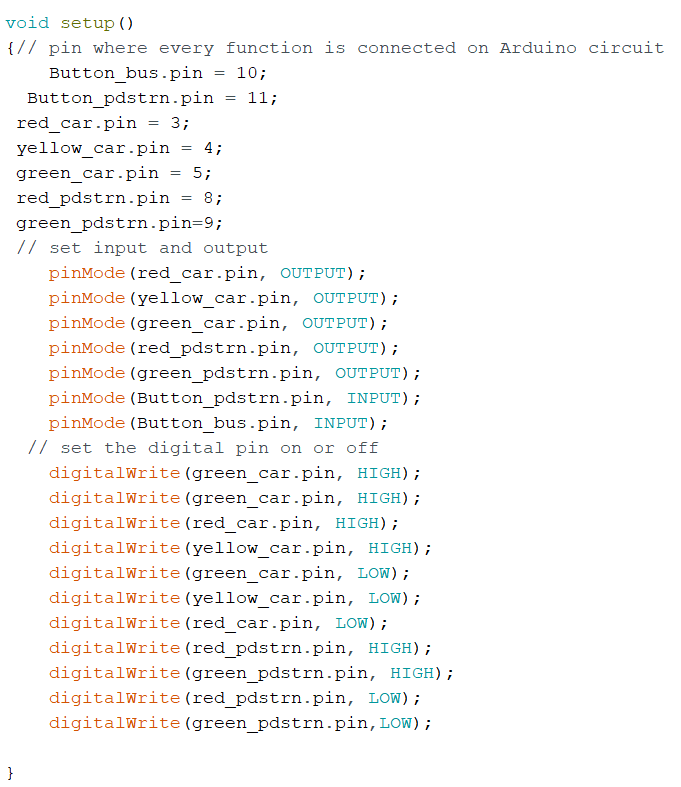 void setup()
{// pin where every function is connected on Arduino circuit
Button_bus.pin = 10;
Button_pdstrn.pin = 11;
red_car.pin = 3;
yellow_car.pin = 4;
green_car.pin = 5;
red_pdstrn.pin = 8;
green_pdstrn.pin=9;
// set input and output
pinMode(red_car.pin, OUTPUT);
pinMode(yellow_car.pin, OUTPUT);
pinMode(green_car.pin, OUTPUT);
pinMode(red_pdstrn.pin, OUTPUT);
pinMode(green_pdstrn.pin, OUTPUT);
pinMode(Button_pdstrn.pin, INPUT);
pinMode(Button_bus.pin, INPUT);
// set the digital pin on or off
digitalWrite(green_car.pin, HIGH);
digitalWrite(green_car.pin, HIGH);
digitalWrite(red_car.pin, HIGH);
digitalWrite(yellow_car.pin, HIGH);
digitalWrite(green_car.pin, LOW);
digitalWrite(yellow_car.pin, LOW);
digitalWrite(red_car.pin, LOW);
digitalWrite(red_pdstrn.pin, HIGH);
digitalWrite(green_pdstrn.pin, HIGH);
digitalWrite(red_pdstrn.pin, LOW);
digitalWrite(green_pdstrn.pin,LOW);
}